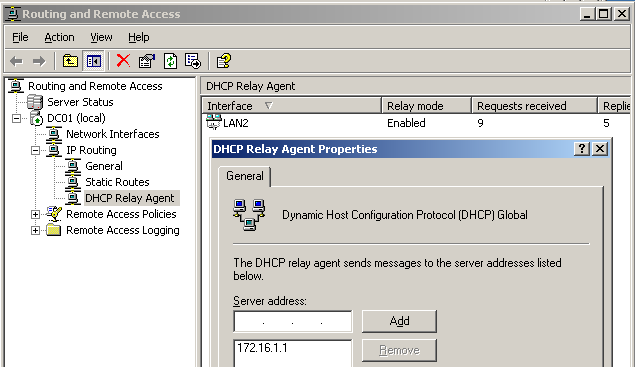 Routing and Remote Access
File Action View Help
Routing and Remote Access
Server Status
DC01 (local)
Network Interfaces
IP Routing
General
Static Routes
DHCP Relay Agent
Remote Access Policies
Remote Access Logging
DHCP Relay Agent
Interface Relay mode Requests received Replie
LAN2 Enabled 9 5
DHCP Relay Agent Properties
General
Dynamic Host Configuration Protocol (DHCP) Global
The DHCP relay agent sends messages to the server addresses listed
below.
Server address:
. . .
Add
172.16.1.1
Remove